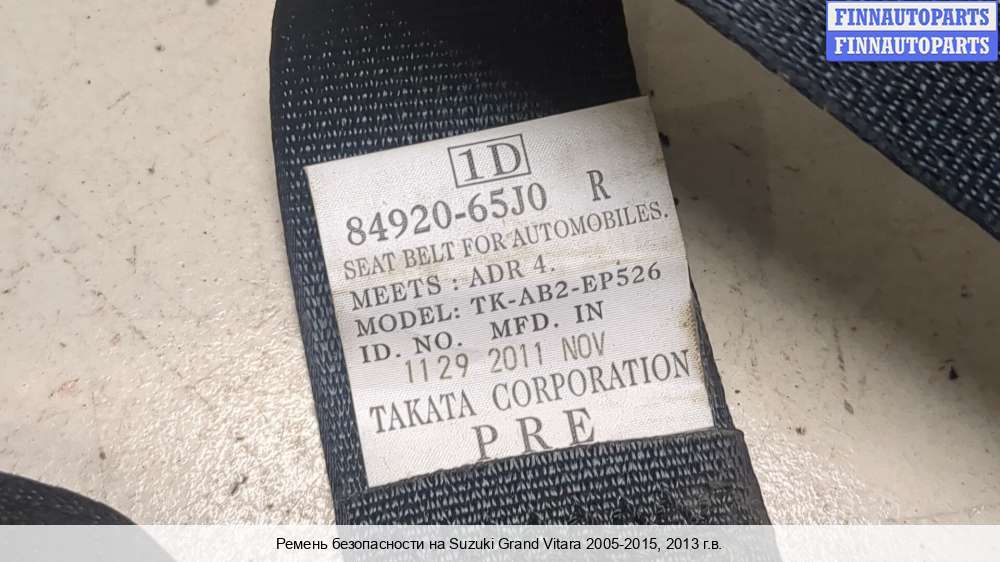 FINNAUTOPARTS
FINNAUTOPARTS
1D
84920-65J0 R
SEAT BELT FOR AUTOMOBILES.
MEETS : ADR 4.
MODEL: TK-AB2-EP526
ID. NO. MFD. IN
1129 2011 NOV
TAKATA CORPORATION
PRE
Ремень безопасности на Suzuki Grand Vitara 2005-2015, 2013 г.в.